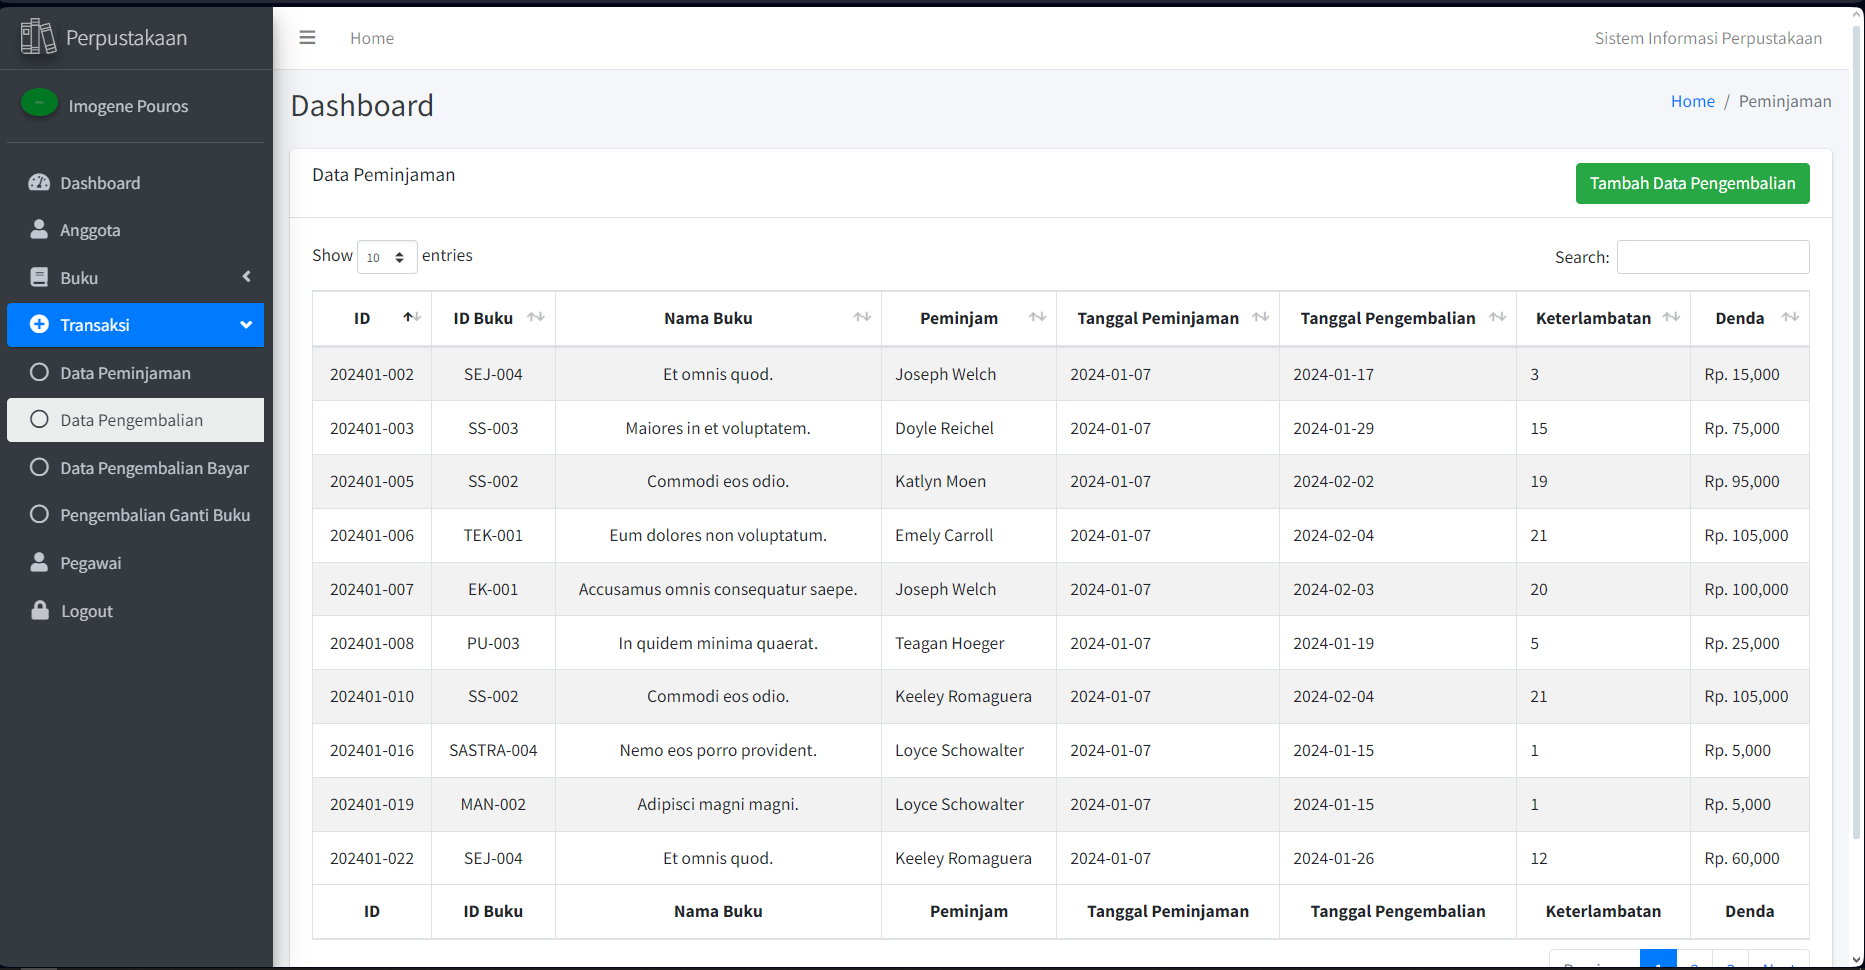 Perpustakaan
Home
Sistem Informasi Perpustakaan
Imogene Pouros
Dashboard
Anggota
Buku
Transaksi
Data Peminjaman
Data Pengembalian
Data Pengembalian Bayar
Pengembalian Ganti Buku
Pegawai
Logout
Dashboard
Home / Peminjaman
Data Peminjaman
Tambah Data Pengembalian
Show 10 entries
Search:
ID ID Buku Nama Buku Peminjam Tanggal Peminjaman Tanggal Pengembalian Keterlambatan Denda
202401-002 SEJ-004 Et omnis quod. Joseph Welch 2024-01-07 2024-01-17 3 Rp. 15,000
202401-003 SS-003 Maiores in et voluptatem. Doyle Reichel 2024-01-07 2024-01-29 15 Rp. 75,000
202401-005 SS-002 Commodi eos odio. Katlyn Moen 2024-01-07 2024-02-02 19 Rp. 95,000
202401-006 TEK-001 Eum dolores non voluptatum. Emely Carroll 2024-01-07 2024-02-04 21 Rp. 105,000
202401-007 EK-001 Accusamus omnis consequatur saepe. Joseph Welch 2024-01-07 2024-02-03 20 Rp. 100,000
202401-008 PU-003 In quidem minima quaerat. Teagan Hoeger 2024-01-07 2024-01-19 5 Rp. 25,000
202401-010 SS-002 Commodi eos odio. Keeley Romaguera 2024-01-07 2024-02-04 21 Rp. 105,000
202401-016 SASTRA-004 Nemo eos porro provident. Loyce Schowalter 2024-01-07 2024-01-15 1 Rp. 5,000
202401-019 MAN-002 Adipisci magni magni. Loyce Schowalter 2024-01-07 2024-01-15 1 Rp. 5,000
202401-022 SEJ-004 Et omnis quod. Keeley Romaguera 2024-01-07 2024-01-26 12 Rp. 60,000
ID ID Buku Nama Buku Peminjam Tanggal Peminjaman Tanggal Pengembalian Keterlambatan Denda